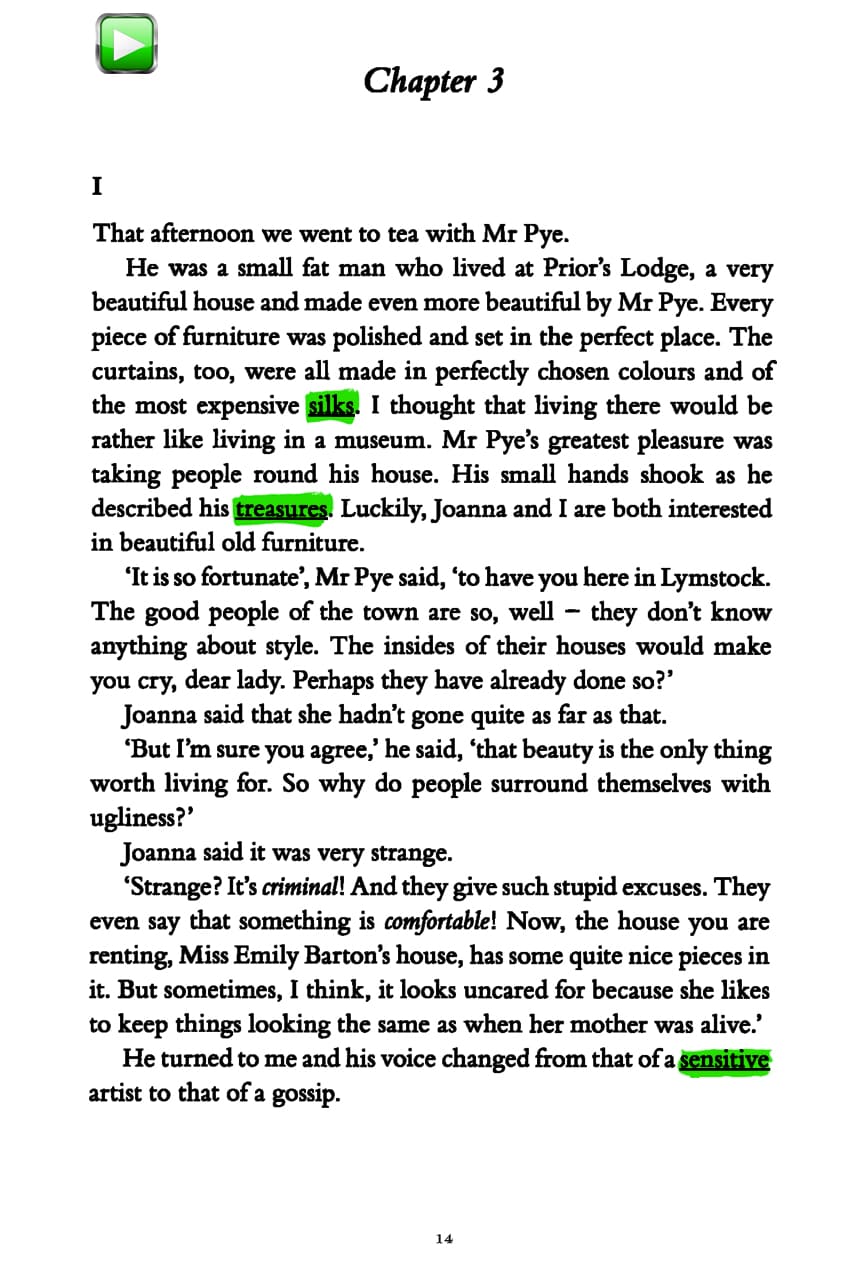 Chapter 3
I
That afternoon we went to tea with Mr Pye.
He was a small fat man who lived at Prior’s Lodge, a very
beautiful house and made even more beautiful by Mr Pye. Every
piece of furniture was polished and set in the perfect place. The
curtains, too, were all made in perfectly chosen colours and of
the most expensive silks. I thought that living there would be
rather like living in a museum. Mr Pye’s greatest pleasure was
taking people round his house. His small hands shook as he
described his treasures. Luckily, Joanna and I are both interested
in beautiful old furniture.
‘It is so fortunate’, Mr Pye said, ‘to have you here in Lymstock.
The good people of the town are so, well – they don’t know
anything about style. The insides of their houses would make
you cry, dear lady. Perhaps they have already done so?’
Joanna said that she hadn’t gone quite as far as that.
‘But I’m sure you agree,’ he said, ‘that beauty is the only thing
worth living for. So why do people surround themselves with
ugliness?’
Joanna said it was very strange.
‘Strange? It’s criminal! And they give such stupid excuses. They
even say that something is comfortable! Now, the house you are
renting, Miss Emily Barton’s house, has some quite nice pieces in
it. But sometimes, I think, it looks uncared for because she likes
to keep things looking the same as when her mother was alive.’
He turned to me and his voice changed from that of a sensitive
artist to that of a gossip.
14